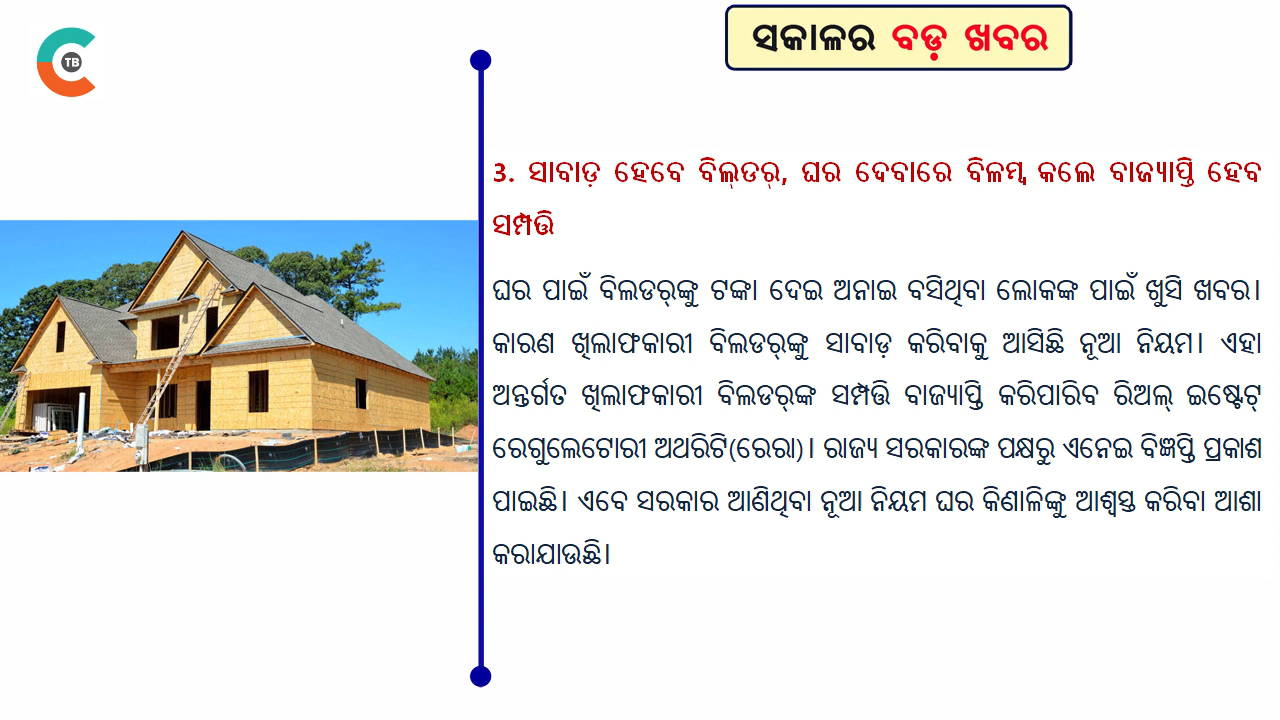 TB
ସକାଳର ବଡ଼ ଖବର
3. ସାବାଡ଼ ହେବେ ବିଲ୍‌ଡର୍, ଘର ଦେବାରେ ବିଳମ୍ବ କଲେ ବାଜ୍ୟାପ୍ତି ହେବ
ସମ୍ପତ୍ତି
ଘର ପାଇଁ ବିଲଡର୍‌ଙ୍କୁ ଟଙ୍କା ଦେଇ ଅନାଇ ବସିଥିବା ଲୋକଙ୍କ ପାଇଁ ଖୁସି ଖବର।
କାରଣ ଖିଲାଫକାରୀ ବିଲଡର୍‌ଙ୍କୁ ସାବାଡ଼ କରିବାକୁ ଆସିଛି ନୂଆ ନିୟମ। ଏହା
ଅନ୍ତର୍ଗତ ଖିଲାଫକାରୀ ବିଲଡର୍‌ଙ୍କ ସମ୍ପତ୍ତି ବାଜ୍ୟାପ୍ତି କରିପାରିବ ରିଅଲ୍ ଇଷ୍ଟେଟ୍
ରେଗୁଲେଟୋରୀ ଅଥରିଟି(ରେରା)। ରାଜ୍ୟ ସରକାରଙ୍କ ପକ୍ଷରୁ ଏନେଇ ବିଜ୍ଞପ୍ତି ପ୍ରକାଶ
ପାଇଛି। ଏବେ ସରକାର ଆଣିଥିବା ନୂଆ ନିୟମ ଘର କିଣାଳିଙ୍କୁ ଆଶ୍ୱସ୍ତ କରିବା ଆଶା
କରାଯାଉଛି।